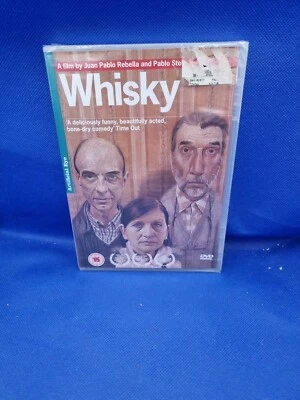 A film by Juan Pablo Rebella and Pablo Sto
Whisky
'A deliciously funny, beautifully acted,
bone-dry comedy' Time Out
Artificial Eye
15
DVD